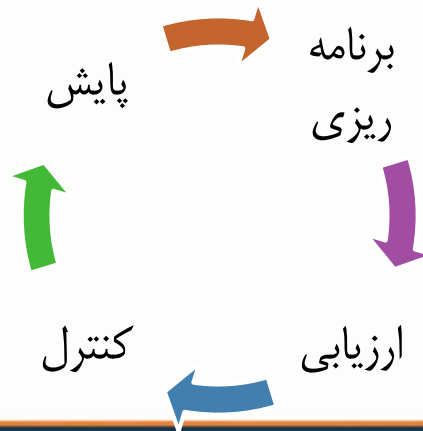 برنامه
ریزی
پایش
ارزیابی
کنترل